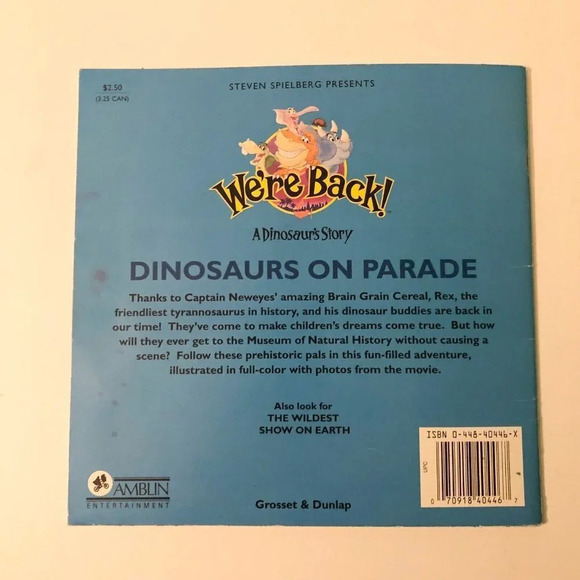 $2.50
(3.25 CAN)
STEVEN SPIELBERG PRESENTS
We're Back!
A Dinosaur's Story
DINOSAURS ON PARADE
Thanks to Captain Neweyes' amazing Brain Grain Cereal, Rex, the
friendliest tyrannosaurus in history, and his dinosaur buddies are back in
our time! They've come to make children's dreams come true. But how
will they ever get to the Museum of Natural History without causing a
scene? Follow these prehistoric pals in this fun-filled adventure,
illustrated in full-color with photos from the movie.
Also look for
THE WILDEST
SHOW ON EARTH
ISBN 0-448-40446-X
UPC
0 70918 40446 7
AMBLIN
ENTERTAINMENT
Grosset & Dunlap